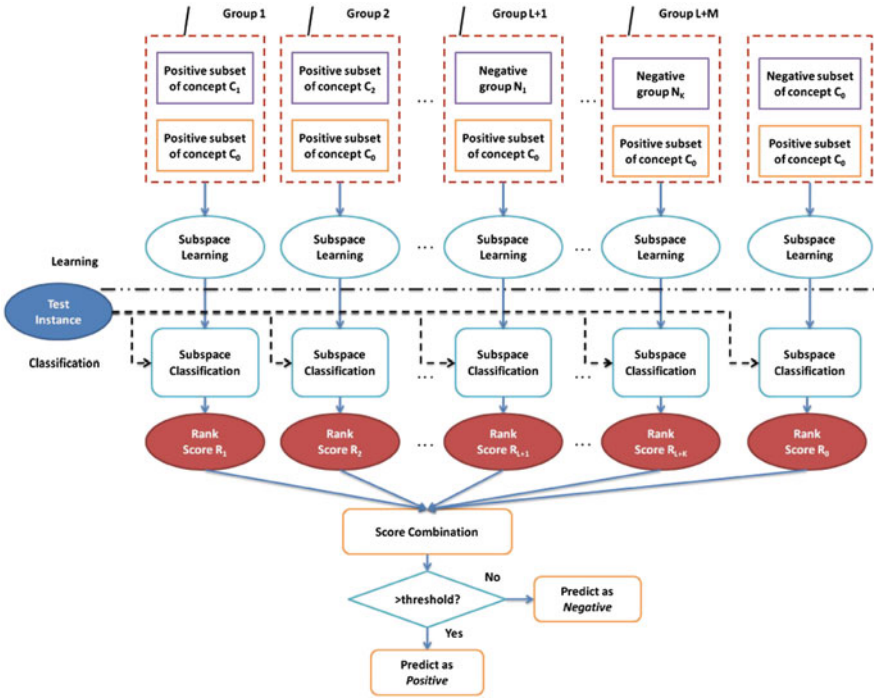 Group 1
Group 2
Group L+1
Group L+M
Positive subset
of concept C₁
Positive subset
of concept C₂
...
Negative
group N₁
...
Negative
group Nₖ
Negative subset
of concept C₀
Positive subset
of concept C₀
Positive subset
of concept C₀
Positive subset
of concept C₀
Positive subset
of concept C₀
Positive subset
of concept C₀
Subspace
Learning
Subspace
Learning
...
Subspace
Learning
...
Subspace
Learning
Subspace
Learning
Learning
Test
Instance
Classification
Subspace
Classification
Subspace
Classification
...
Subspace
Classification
...
Subspace
Classification
Subspace
Classification
Rank
Score R₁
Rank
Score R₂
...
Rank
Score R_L+1
...
Rank
Score R_L+K
Rank
Score R₀
Score Combination
>threshold?
No
Predict as
Negative
Yes
Predict as
Positive